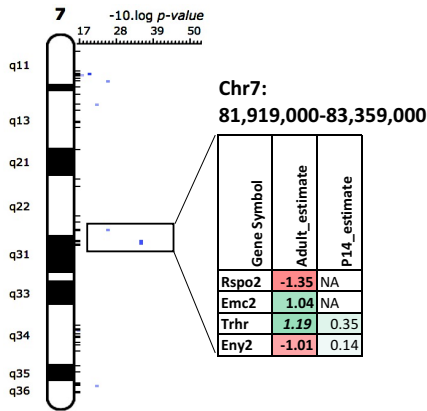 7
-10.log p-value
17 28 39 50
q11
q13
q21
q22
q31
q33
q34
q35
q36
Chr7:
81,919,000-83,359,000
Gene Symbol Adult_estimate P14_estimate
Rspo2 -1.35 NA
Emc2 1.04 NA
Trhr 1.19 0.35
Eny2 -1.01 0.14